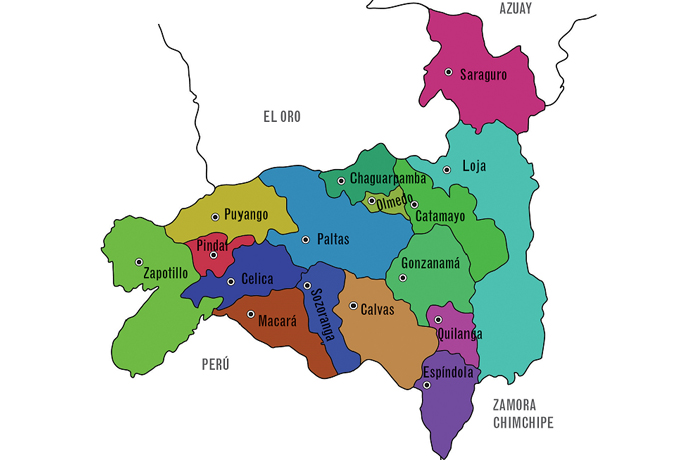 AZUAY
Saraguro
EL ORO
Loja
Chaguarpamba
Olmedo
Catamayo
Puyango
Paltas
Pindal
Gonzanamá
Zapotillo
Celica
Sozoranga
Calvas
Macará
Quilanga
PERÚ
Espíndola
ZAMORA
CHIMCHIPE